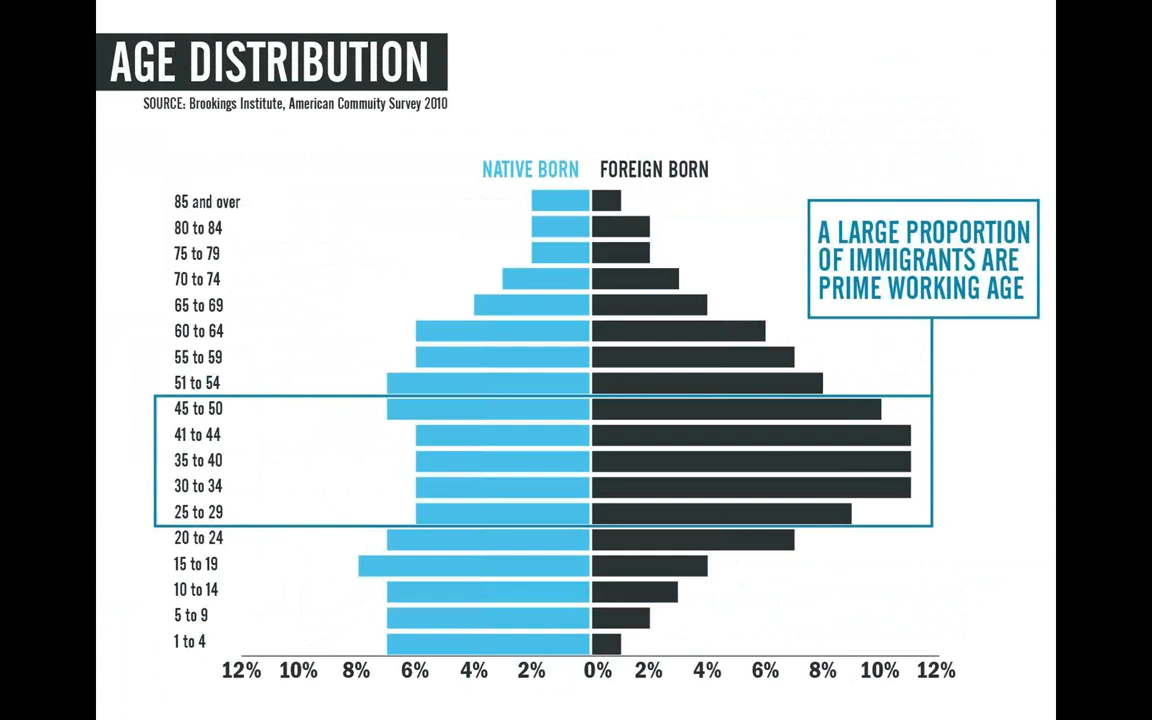 AGE DISTRIBUTION
SOURCE: Brookings Institute, American Commuity Survey 2010
NATIVE BORN FOREIGN BORN
85 and over
80 to 84
75 to 79
70 to 74
65 to 69
60 to 64
55 to 59
51 to 54
45 to 50
41 to 44
35 to 40
30 to 34
25 to 29
20 to 24
15 to 19
10 to 14
5 to 9
1 to 4
12% 10% 8% 6% 4% 2% 0% 2% 4% 6% 8% 10% 12%
A LARGE PROPORTION
OF IMMIGRANTS ARE
PRIME WORKING AGE